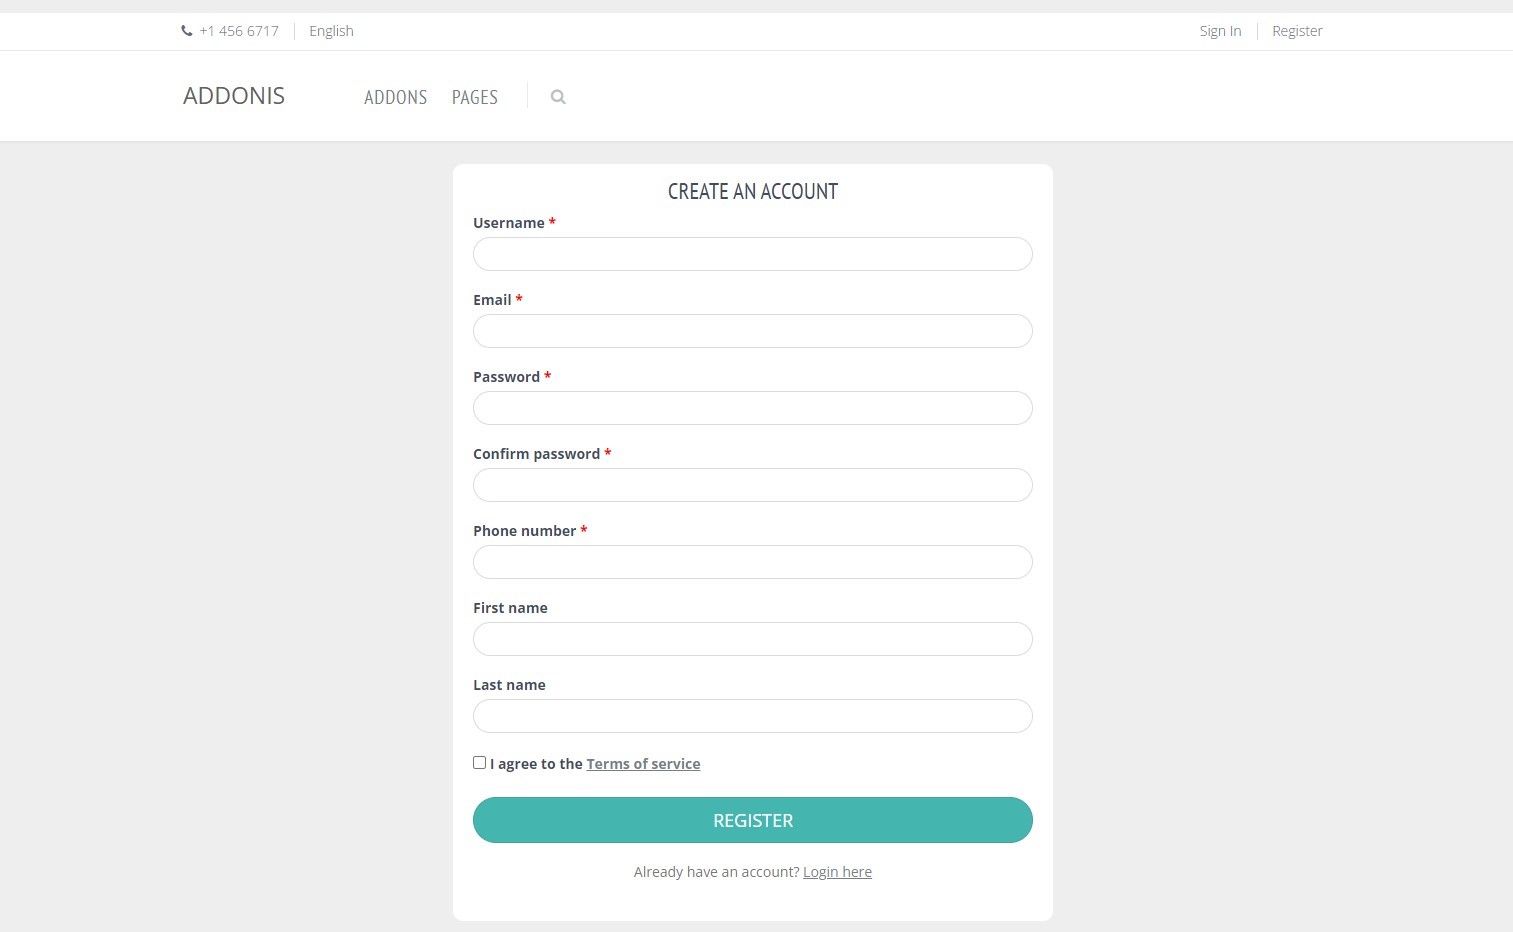 +1 456 6717 English Sign In Register
ADDONIS ADDONS PAGES
CREATE AN ACCOUNT
Username *
Email *
Password *
Confirm password *
Phone number *
First name
Last name
I agree to the Terms of service
REGISTER
Already have an account? Login here